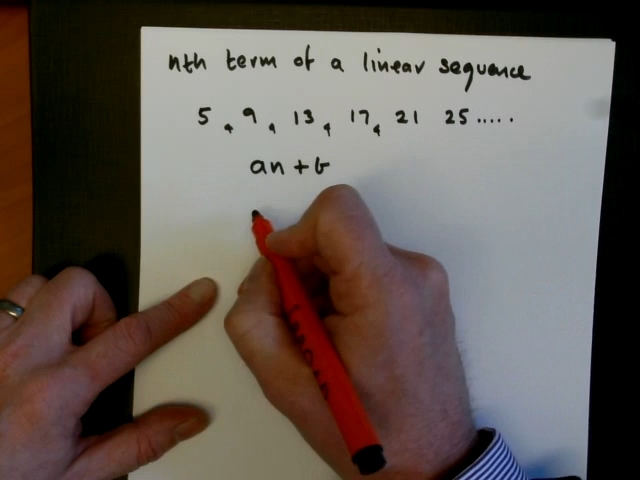 nth term of a linear sequence
5 4 9 4 13 4 17 4 21 25.....
an + b